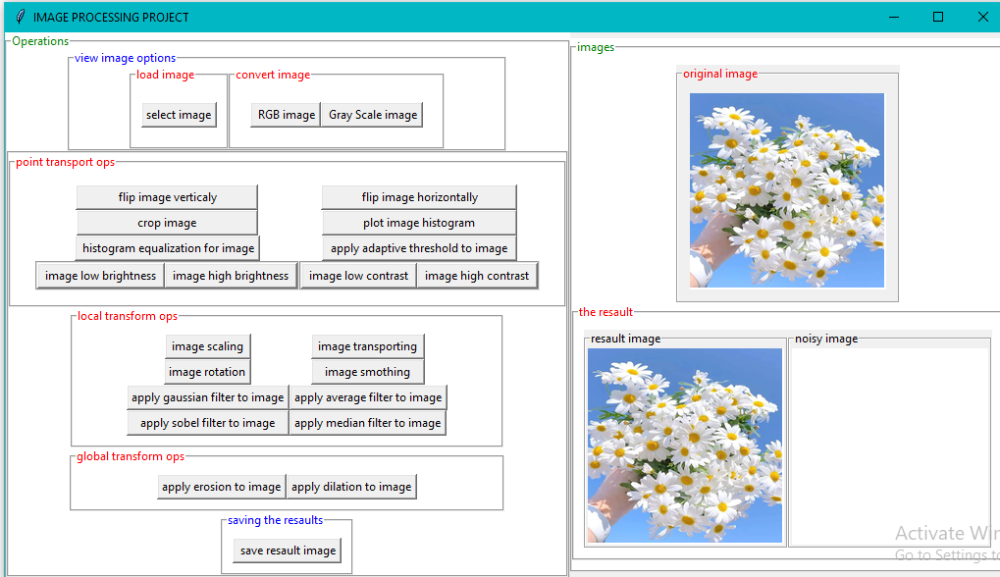 IMAGE PROCESSING PROJECT
Operations
view image options
load image
convert image
select image
RGB image
Gray Scale image
point transport ops
flip image verticaly
flip image horizontally
crop image
plot image histogram
histogram equalization for image
apply adaptive threshold to image
image low brightness
image high brightness
image low contrast
image high contrast
local transform ops
image scaling
image transporting
image rotation
image smothing
apply gaussian filter to image
apply average filter to image
apply sobel filter to image
apply median filter to image
global transform ops
apply erosion to image
apply dilation to image
saving the resaults
save resault image
images
original image
the resault
resault image
noisy image
Activate Wi
Go to Settings t